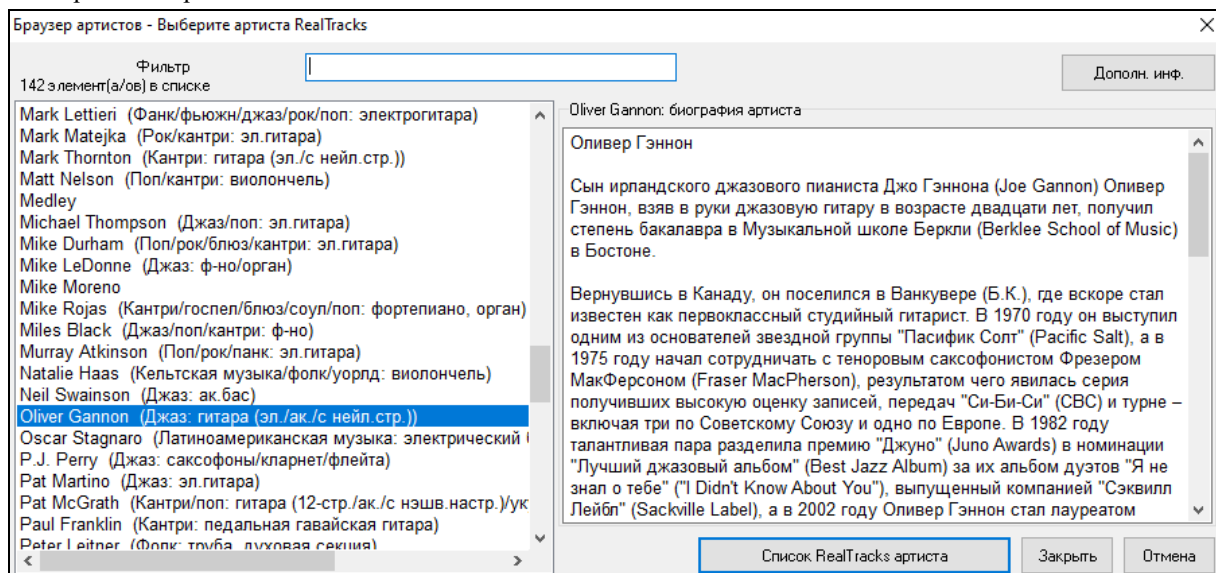 Браузер артистов - Выберите артиста RealTracks
Фильтр
142 элемент(а/ов) в списке
Дополн. инф.
Mark Lettieri (Фанк/фьюжн/джаз/рок/поп: электрогитара)
Mark Matejka (Рок/кантри: эл.гитара)
Mark Thornton (Кантри: гитара (эл./с нейл.стр.))
Matt Nelson (Поп/кантри: виолончель)
Medley
Michael Thompson (Джаз/поп: эл.гитара)
Mike Durham (Поп/рок/блюз/кантри: эл.гитара)
Mike LeDonne (Джаз: ф-но/орган)
Mike Moreno
Mike Rojas (Кантри/госпел/блюз/соул/поп: фортепиано, орган)
Miles Black (Джаз/поп/кантри: ф-но)
Murray Atkinson (Поп/рок/панк: эл.гитара)
Natalie Haas (Кельтская музыка/фолк/уорлд: виолончель)
Neil Swainson (Джаз: ак.бас)
Oliver Gannon (Джаз: гитара (эл./ак./с нейл.стр.))
Oscar Stagnaro (Латиноамериканская музыка: электрический
P.J. Perry (Джаз: саксофоны/кларнет/флейта)
Pat Martino (Джаз: эл.гитара)
Pat McGrath (Кантри/поп: гитара (12-стр./ак./с нэшв.настр.)/ук
Paul Franklin (Кантри: педальная гавайская гитара)
Peter Leitner (Фолк: труба, духовая секция)
Oliver Gannon: биография артиста
Оливер Гэннон
Сын ирландского джазового пианиста Джо Гэннона (Joe Gannon) Оливер
Гэннон, взяв в руки джазовую гитару в возрасте двадцати лет, получил
степень бакалавра в Музыкальной школе Беркли (Berklee School of Music)
в Бостоне.
Вернувшись в Канаду, он поселился в Ванкувере (Б.К.), где вскоре стал
известен как первоклассный студийный гитарист. В 1970 году он выступил
одним из основателей звездной группы "Пасифик Солт" (Pacific Salt), а в
1975 году начал сотрудничать с теноровым саксофонистом Фрезером
МакФерсоном (Fraser MacPherson), результатом чего явилась серия
получивших высокую оценку записей, передач "Си-Би-Си" (CBC) и турне –
включая три по Советскому Союзу и одно по Европе. В 1982 году
талантливая пара разделила премию "Джуно" (Juno Awards) в номинации
"Лучший джазовый альбом" (Best Jazz Album) за их альбом дуэтов "Я не
знал о тебе" ("I Didn't Know About You"), выпущенный компанией "Сэквилл
Лейбл" (Sackville Label), а в 2002 году Оливер Гэннон стал лауреатом
Список RealTracks артиста
Закрыть
Отмена